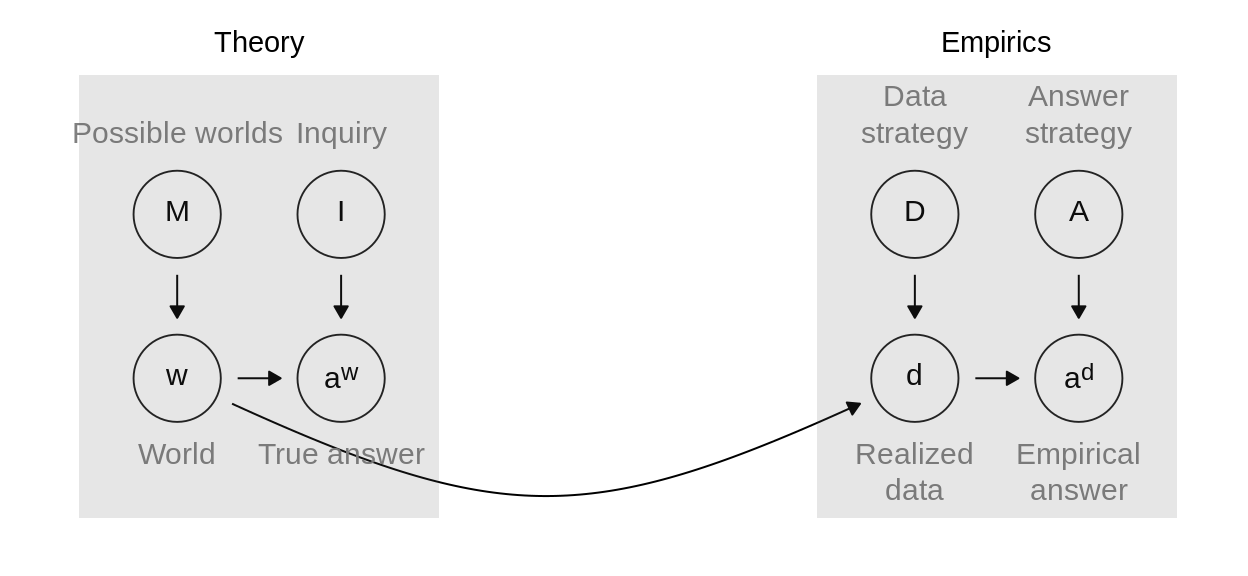 Theory
Possible worlds Inquiry
M I
w a^w
World True answer
Empirics
Data Answer
strategy strategy
D A
d a^d
Realized Empirical
data answer